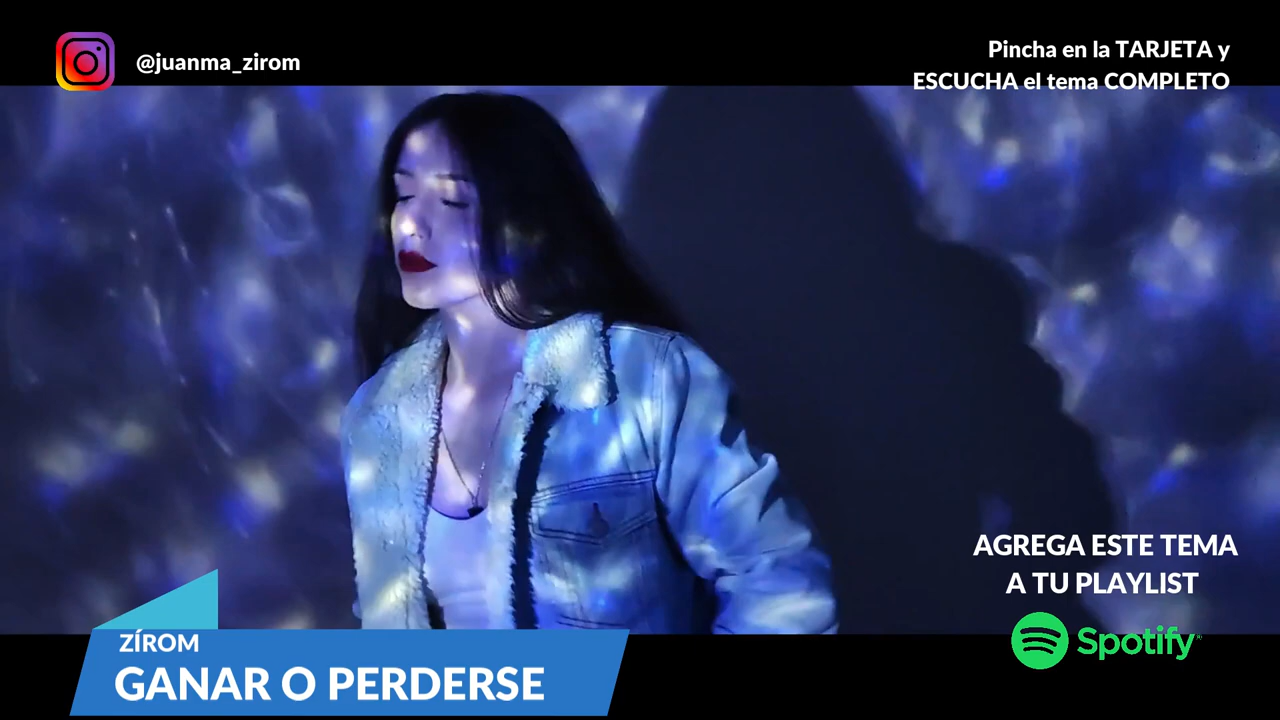 @juanma_zirom
Pincha en la TARJETA y
ESCUCHA el tema COMPLETO
AGREGA ESTE TEMA
A TU PLAYLIST
Spotify
ZÍROM
GANAR O PERDERSE